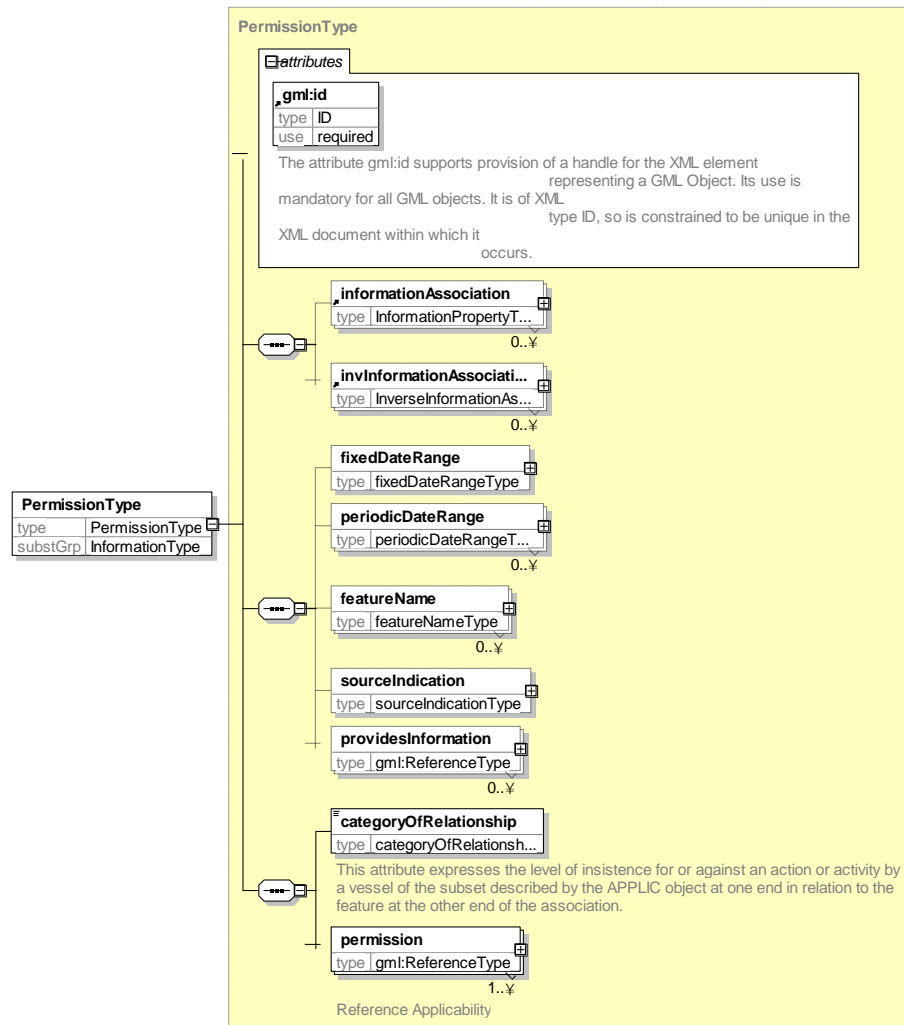 PermissionType
attributes
gml:id
type ID
use required
The attribute gml:id supports provision of a handle for the XML element
representing a GML Object. Its use is
mandatory for all GML objects. It is of XML
type ID, so is constrained to be unique in the
XML document within which it
occurs.
informationAssociation
type InformationPropertyT...
0..¥
invInformationAssociati...
type InverseInformationAs...
0..¥
fixedDateRange
type fixedDateRangeType
PermissionType
type PermissionType
substGrp InformationType
periodicDateRange
type periodicDateRangeT...
0..¥
featureName
type featureNameType
0..¥
sourceIndication
type sourceIndicationType
providesInformation
type gml:ReferenceType
0..¥
categoryOfRelationship
type categoryOfRelationsh...
This attribute expresses the level of insistence for or against an action or activity by
a vessel of the subset described by the APPLIC object at one end in relation to the
feature at the other end of the association.
permission
type gml:ReferenceType
1..¥
Reference Applicability